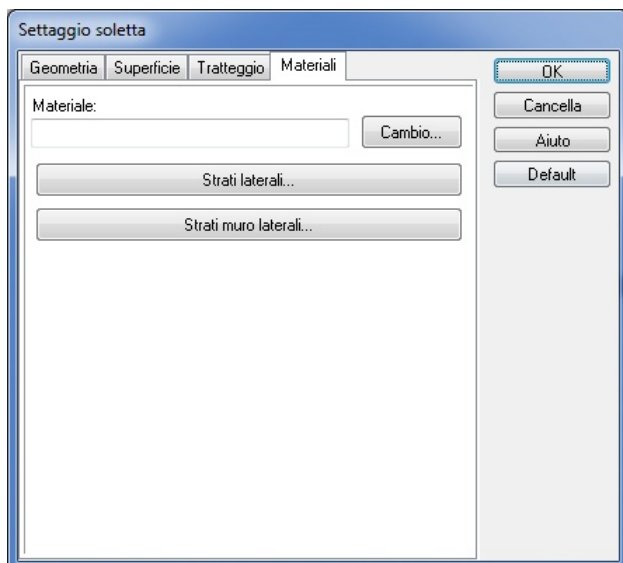 Settaggio soletta
Geometria Superficie Tratteggio Materiali
OK
Materiale:
Cancella
Cambio...
Aiuto
Strati laterali...
Default
Strati muro laterali...